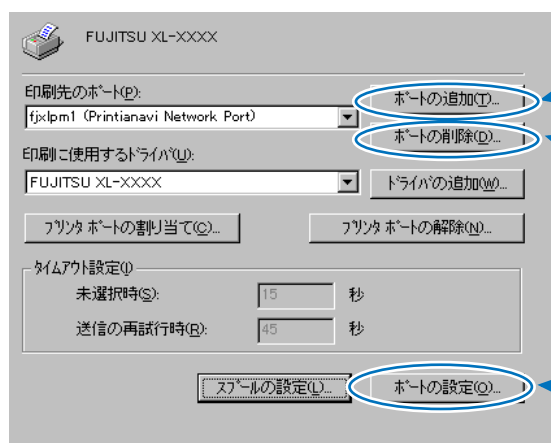 FUJITSU XL-XXXX
印刷先のﾎﾟｰﾄ(P):
ﾎﾟｰﾄの追加(T)...
fjxlpm1 (Printianavi Network Port)
ﾎﾟｰﾄの削除(D)...
印刷に使用するﾄﾞﾗｲﾊﾞ(U):
FUJITSU XL-XXXX
ﾄﾞﾗｲﾊﾞの追加(W)...
ﾌﾟﾘﾝﾀ ﾎﾟｰﾄの割り当て(C)...
ﾌﾟﾘﾝﾀ ﾎﾟｰﾄの解除(N)...
ﾀｲﾑｱｳﾄ設定(I)
未選択時(S):
15
秒
送信の再試行時(R):
45
秒
ｽﾌﾟｰﾙの設定(L)...
ﾎﾟｰﾄの設定(O)...